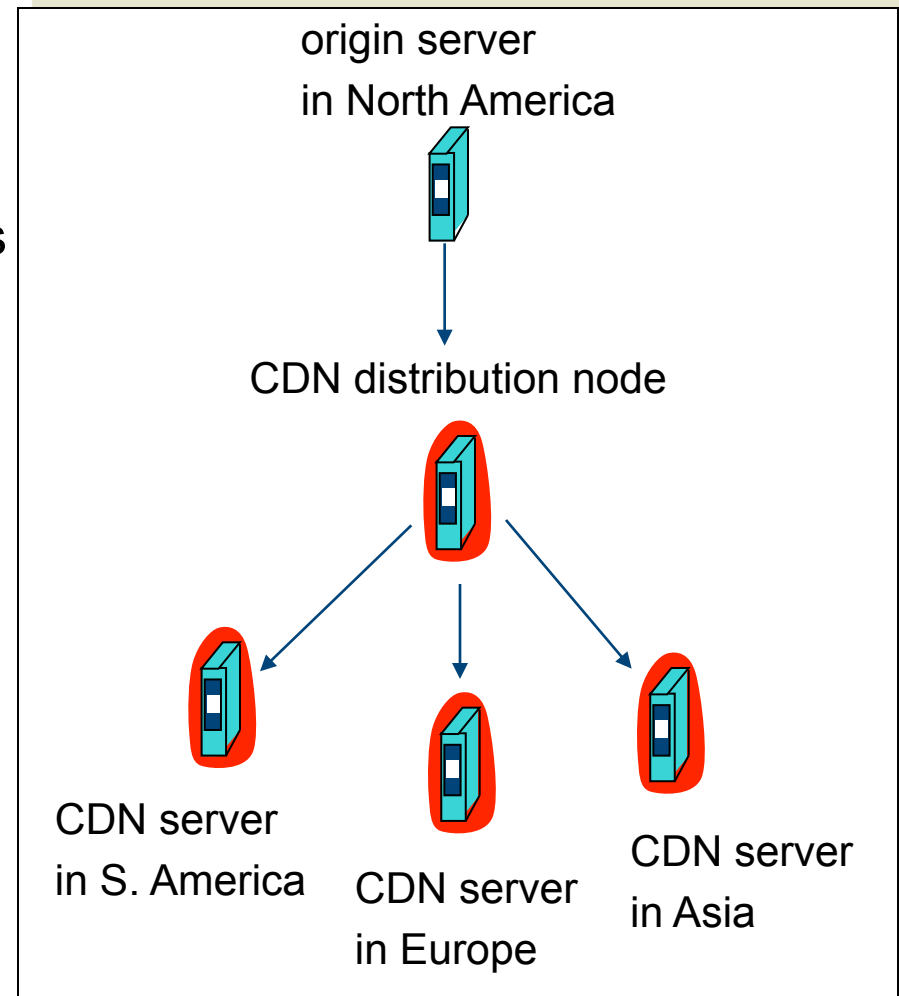 origin server
in North America
s
CDN distribution node
CDN server
in S. America
CDN server
in Europe
CDN server
in Asia